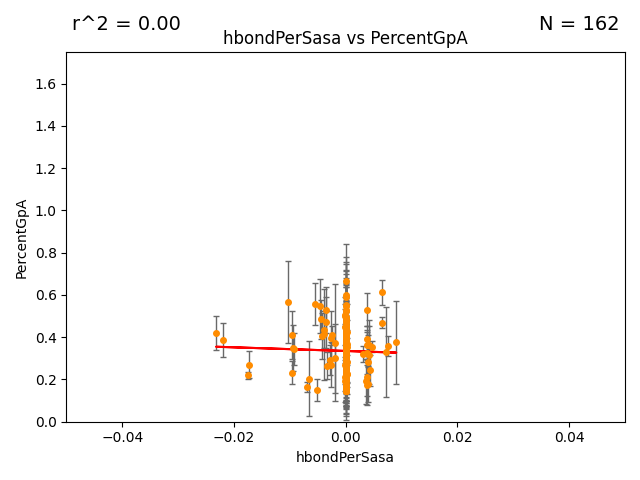 r^2 = 0.00
N = 162
hbondPerSasa vs PercentGpA
1.6
1.4
1.2
1.0
0.8
0.6
0.4
0.2
0.0
PercentGpA
−0.04
−0.02
0.00
0.02
0.04
hbondPerSasa